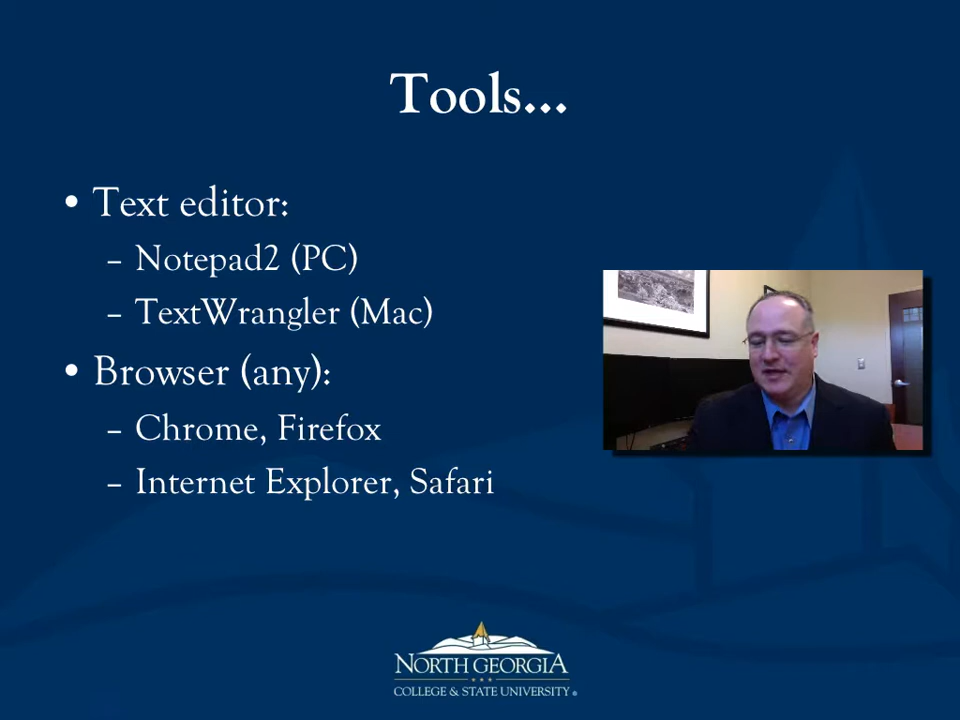 Tools...
• Text editor:
– Notepad2 (PC)
– TextWrangler (Mac)
• Browser (any):
– Chrome, Firefox
– Internet Explorer, Safari
NORTH GEORGIA
COLLEGE & STATE UNIVERSITY